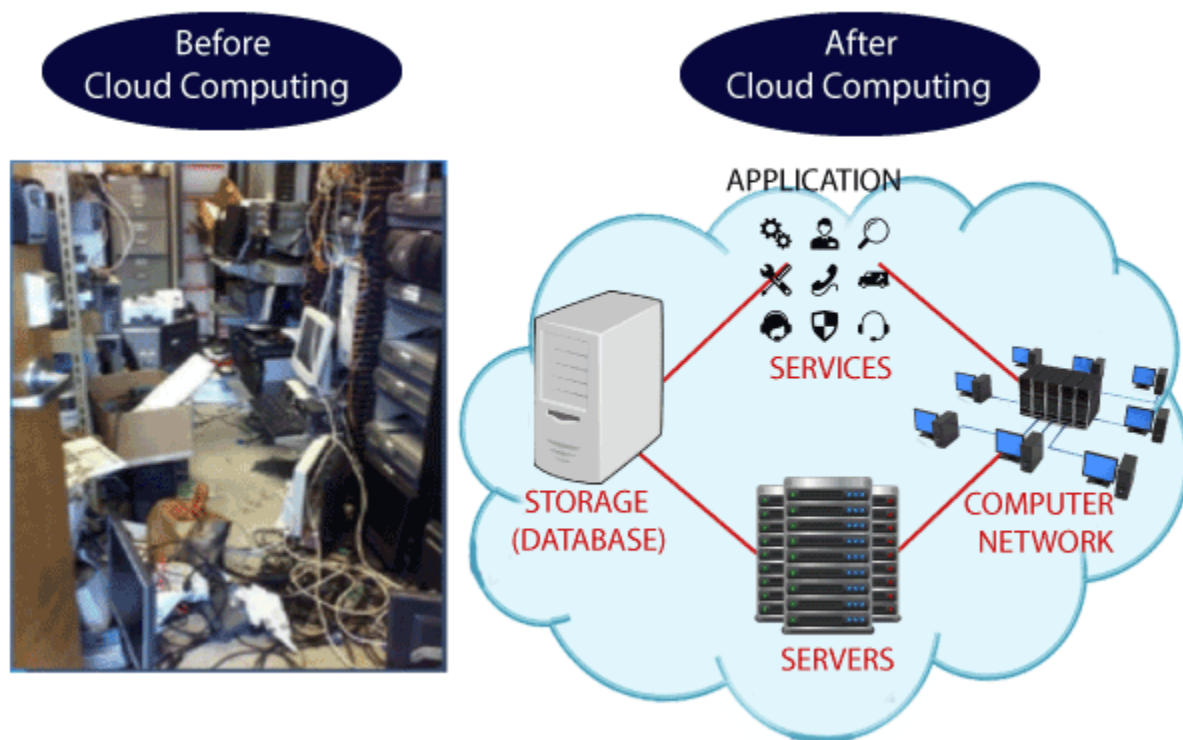 Before
Cloud Computing
After
Cloud Computing
APPLICATION
SERVICES
STORAGE
(DATABASE)
COMPUTER
NETWORK
SERVERS